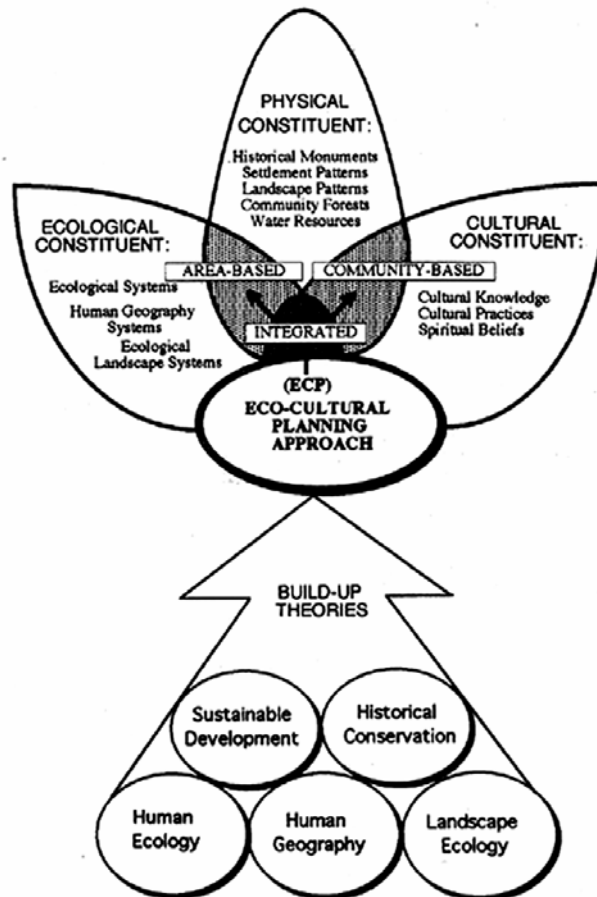 PHYSICAL
CONSTITUENT:
Historical Monuments
Settlement Patterns
Landscape Patterns
Community Forests
Water Resources
ECOLOGICAL
CONSTITUENT:
Ecological Systems
Human Geography
Systems
Ecological
Landscape Systems
CULTURAL
CONSTITUENT:
Cultural Knowledge
Cultural Practices
Spiritual Beliefs
AREA-BASED
COMMUNITY-BASED
INTEGRATED
(ECP)
ECO-CULTURAL
PLANNING
APPROACH
BUILD-UP
THEORIES
Sustainable
Development
Historical
Conservation
Human
Ecology
Human
Geography
Landscape
Ecology